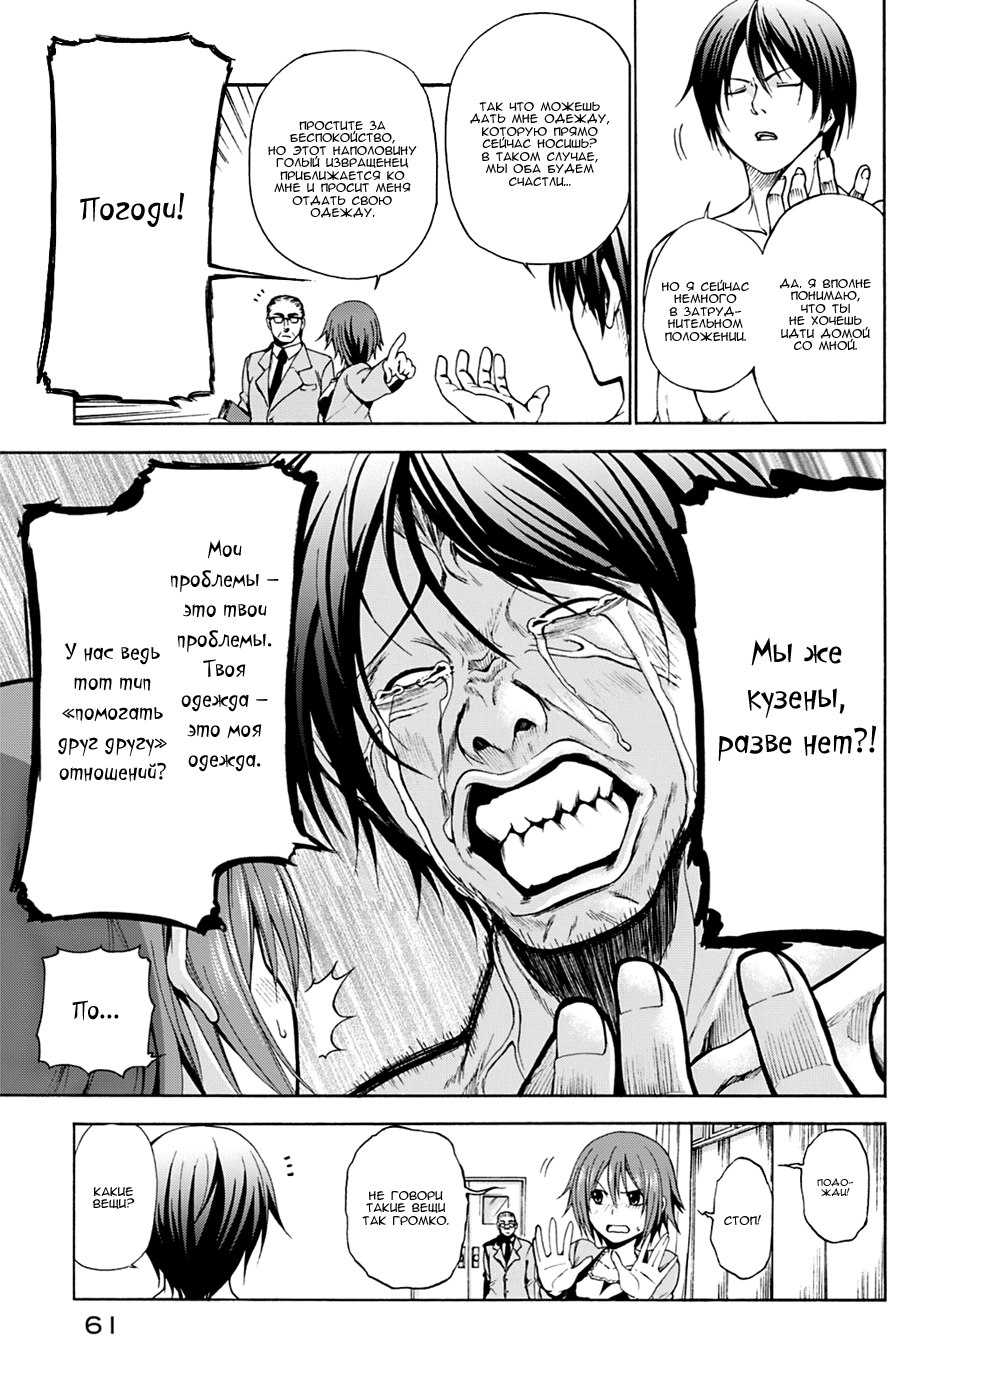 ДА. Я ВПОЛНЕ
ПОНИМАЮ,
ЧТО ТЫ
НЕ ХОЧЕШЬ
ИДТИ ДОМОЙ
СО МНОЙ.
НО Я СЕЙЧАС
НЕМНОГО
В ЗАТРУД-
НИТЕЛЬНОМ
ПОЛОЖЕНИИ.
ТАК ЧТО МОЖЕШЬ
ДАТЬ МНЕ ОДЕЖДУ,
КОТОРУЮ ПРЯМО
СЕЙЧАС НОСИШЬ?
В ТАКОМ СЛУЧАЕ,
МЫ ОБА БУДЕМ
СЧАСТЛИ...
ПРОСТИТЕ ЗА
БЕСПОКОЙСТВО,
НО ЭТОТ НАПОЛОВИНУ
ГОЛЫЙ ИЗВРАЩЕНЕЦ
ПРИБЛИЖАЕТСЯ КО
МНЕ И ПРОСИТ МЕНЯ
ОТДАТЬ СВОЮ
ОДЕЖДУ.
Погоди!
Мы же
кузены,
разве нет?!
Мои
проблемы –
это твои
проблемы.
Твоя
одежда –
это моя
одежда.
У нас ведь
тот тип
«помогать
друг другу»
отношений?
По...
ПОДО-
ЖДИ!
СТОП!
НЕ ГОВОРИ
ТАКИЕ ВЕЩИ
ТАК ГРОМКО.
КАКИЕ
ВЕЩИ?
61